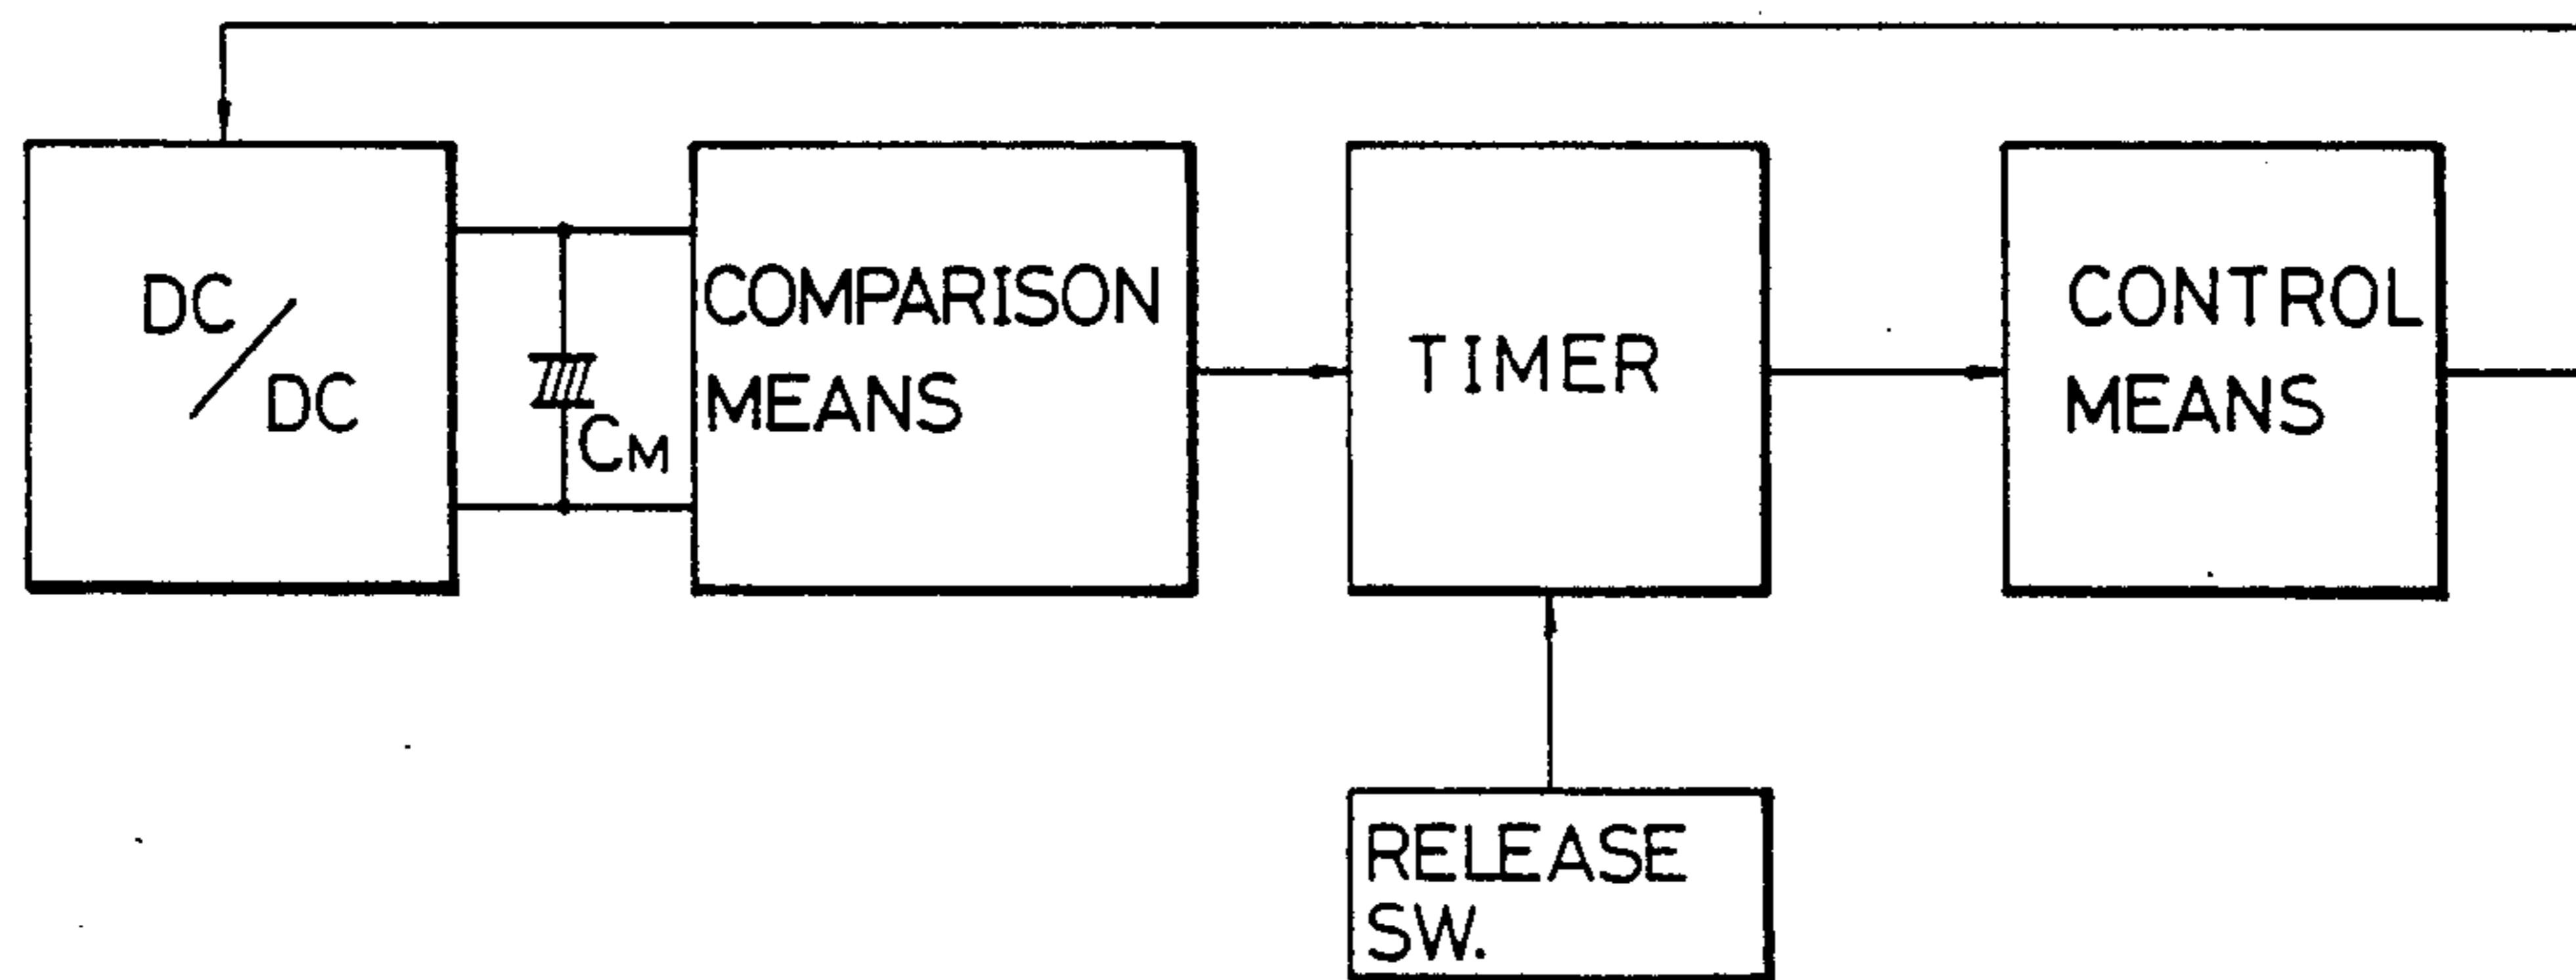 DC
/
DC
CM
COMPARISON
MEANS
TIMER
CONTROL
MEANS
RELEASE
SW.